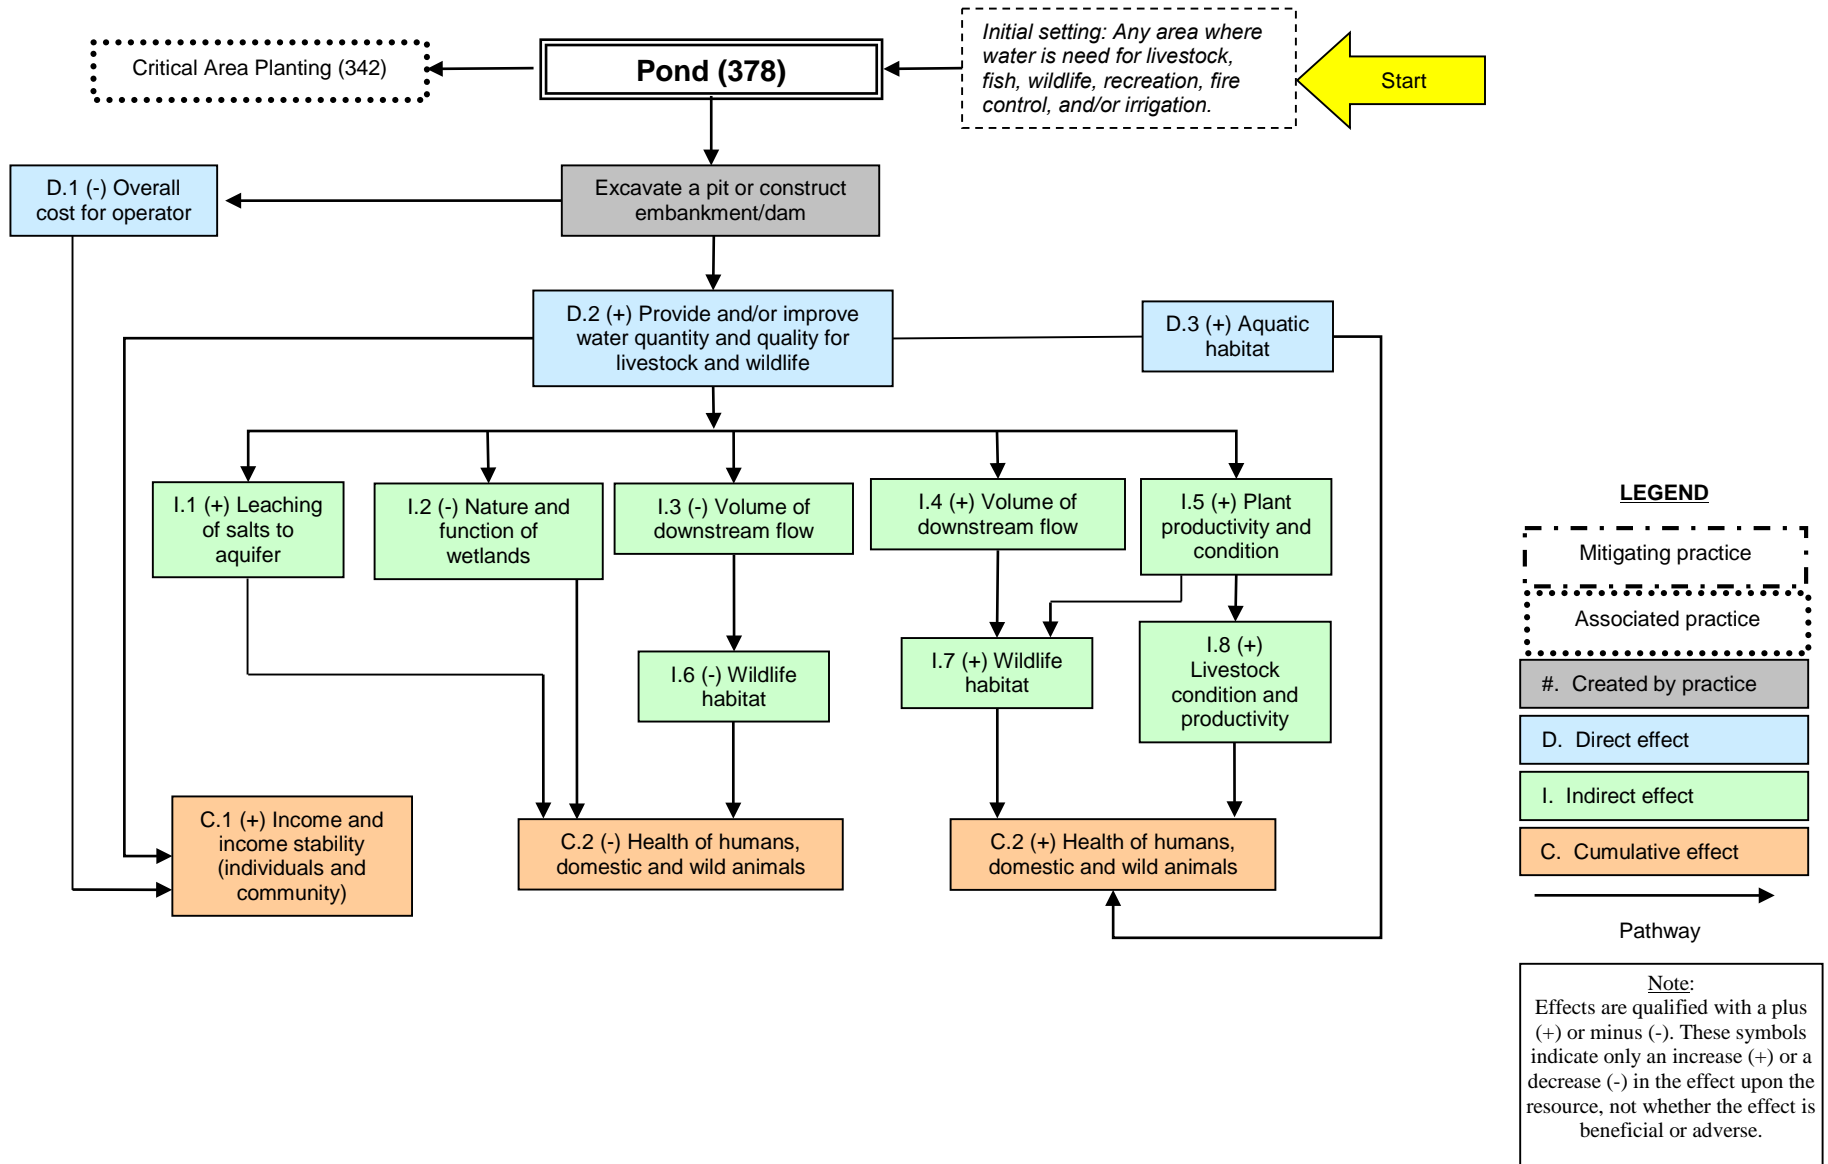 Critical Area Planting (342)
Pond (378)
Initial setting: Any area where
water is need for livestock,
fish, wildlife, recreation, fire
control, and/or irrigation.
Start
D.1 (-) Overall
cost for operator
Excavate a pit or construct
embankment/dam
D.2 (+) Provide and/or improve
water quantity and quality for
livestock and wildlife
D.3 (+) Aquatic
habitat
I.1 (+) Leaching
of salts to
aquifer
I.2 (-) Nature and
function of
wetlands
I.3 (-) Volume of
downstream flow
I.4 (+) Volume of
downstream flow
I.5 (+) Plant
productivity and
condition
I.6 (-) Wildlife
habitat
I.7 (+) Wildlife
habitat
I.8 (+)
Livestock
condition and
productivity
C.1 (+) Income and
income stability
(individuals and
community)
C.2 (-) Health of humans,
domestic and wild animals
C.2 (+) Health of humans,
domestic and wild animals
LEGEND
Mitigating practice
Associated practice
#. Created by practice
D. Direct effect
I. Indirect effect
C. Cumulative effect
Pathway
Note:
Effects are qualified with a plus
(+) or minus (-). These symbols
indicate only an increase (+) or a
decrease (-) in the effect upon the
resource, not whether the effect is
beneficial or adverse.